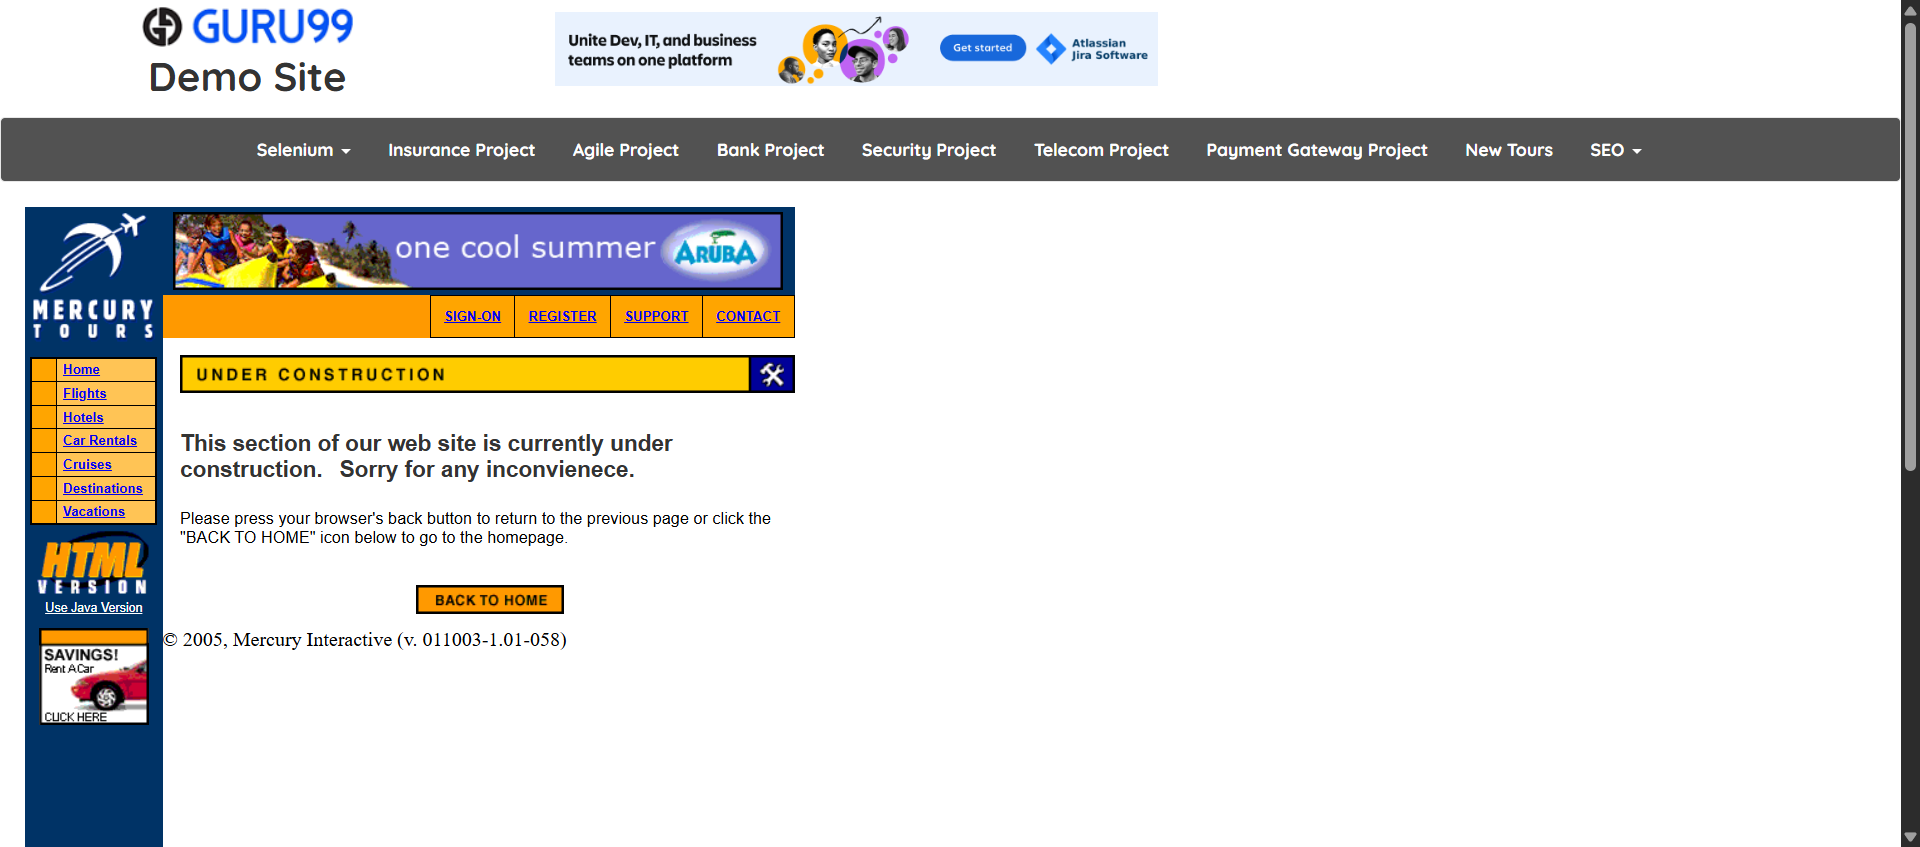 GURU99
Demo Site
Unite Dev, IT, and business
teams on one platform
Get started
Atlassian
Jira Software
Selenium
Insurance Project
Agile Project
Bank Project
Security Project
Telecom Project
Payment Gateway Project
New Tours
SEO
MERCURY
TOURS
one cool summer
ARUBA
SIGN-ON
REGISTER
SUPPORT
CONTACT
Home
Flights
Hotels
Car Rentals
Cruises
Destinations
Vacations
HTML
VERSION
Use Java Version
SAVINGS!
Rent A Car
CLICK HERE
UNDER CONSTRUCTION
This section of our web site is currently under
construction. Sorry for any inconvienece.
Please press your browser's back button to return to the previous page or click the
"BACK TO HOME" icon below to go to the homepage.
BACK TO HOME
© 2005, Mercury Interactive (v. 011003-1.01-058)